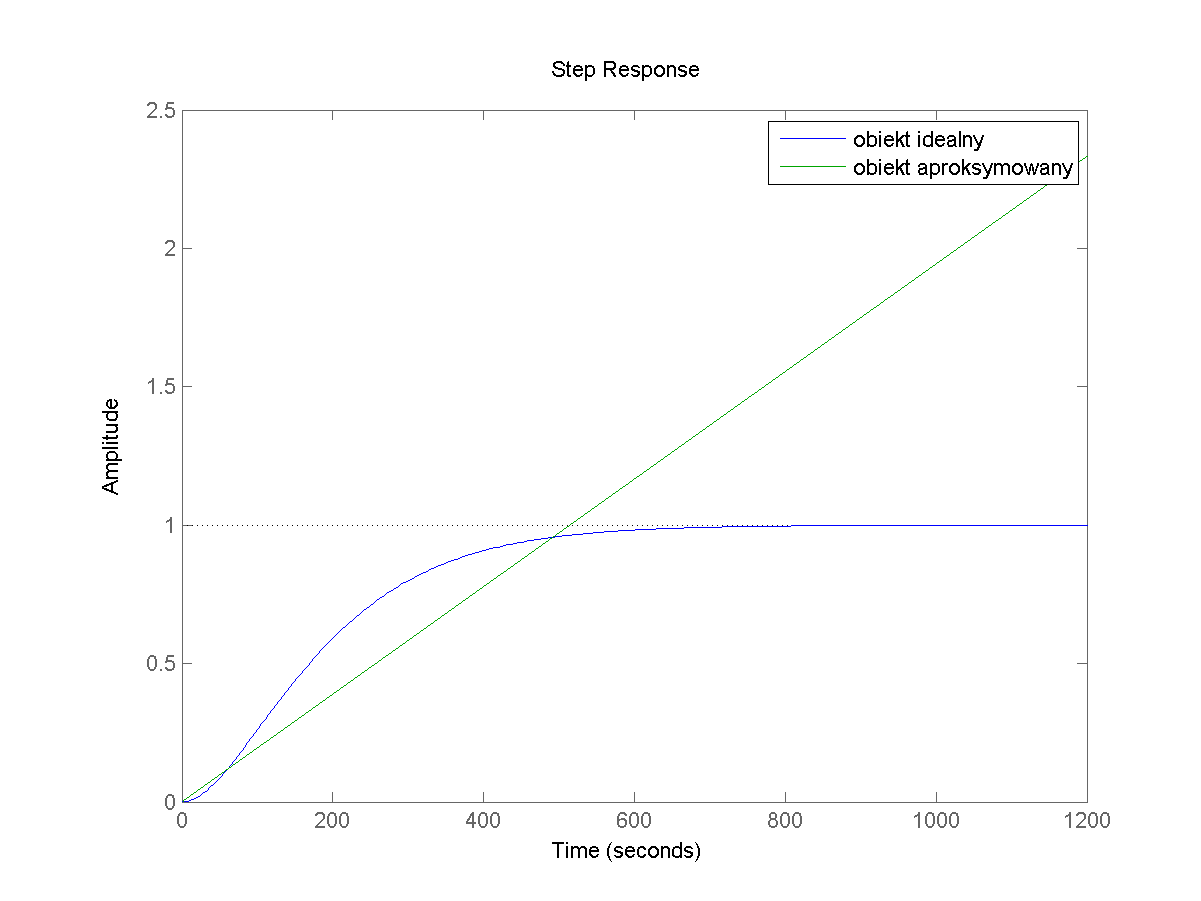 Step Response
2.5
obiekt idealny
obiekt aproksymowany
2
1.5
Amplitude
1
0.5
0
0 200 400 600 800 1000 1200
Time (seconds)